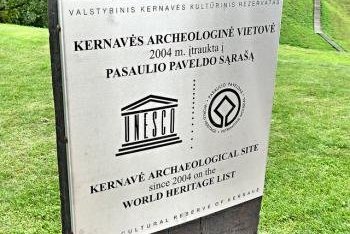 VALSTYBINIS KERNAVĖS KULTŪRINIS REZERVATAS
KERNAVĖS ARCHEOLOGINĖ VIETOVĖ
2004 m. įtraukta į
PASAULIO PAVELDO SĄRAŠĄ
UNESCO
KERNAVĖ ARCHAEOLOGICAL SITE
since 2004 on the
WORLD HERITAGE LIST
CULTURAL RESERVE OF KERNAVĖ